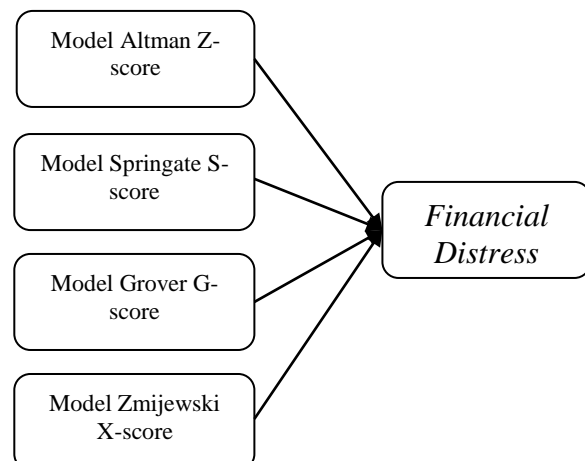 Model Altman Z-
score
Model Springate S-
score
Model Grover G-
score
Model Zmijewski
X-score
Financial
Distress